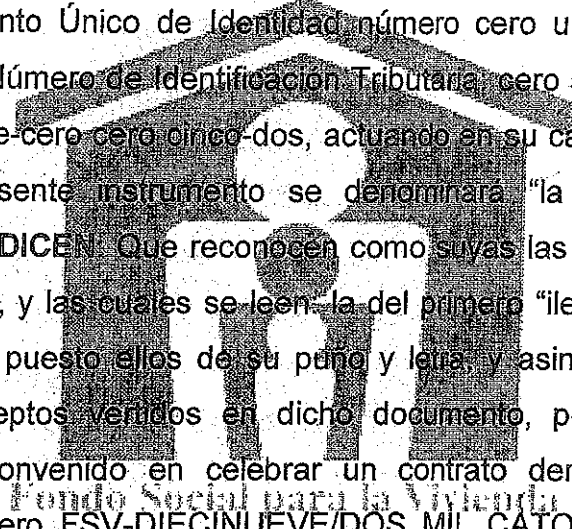 nto Único de Identidad número cero u
Número de Identificación Tributaria: cero
e-cero cero cinco-dos, actuando en su ca
sente instrumento se denominará "la
DICEN: Que reconocen como suyas las
, y las cuales se leen: la del primero "ile
puesto ellos de su puño y letra, y asin
eptos vertidos en dicho documento, p
onvenido en celebrar un contrato de
Fondo Social para la Vivienda
ero FSV-DIECINUEVE/DOS MIL CATO